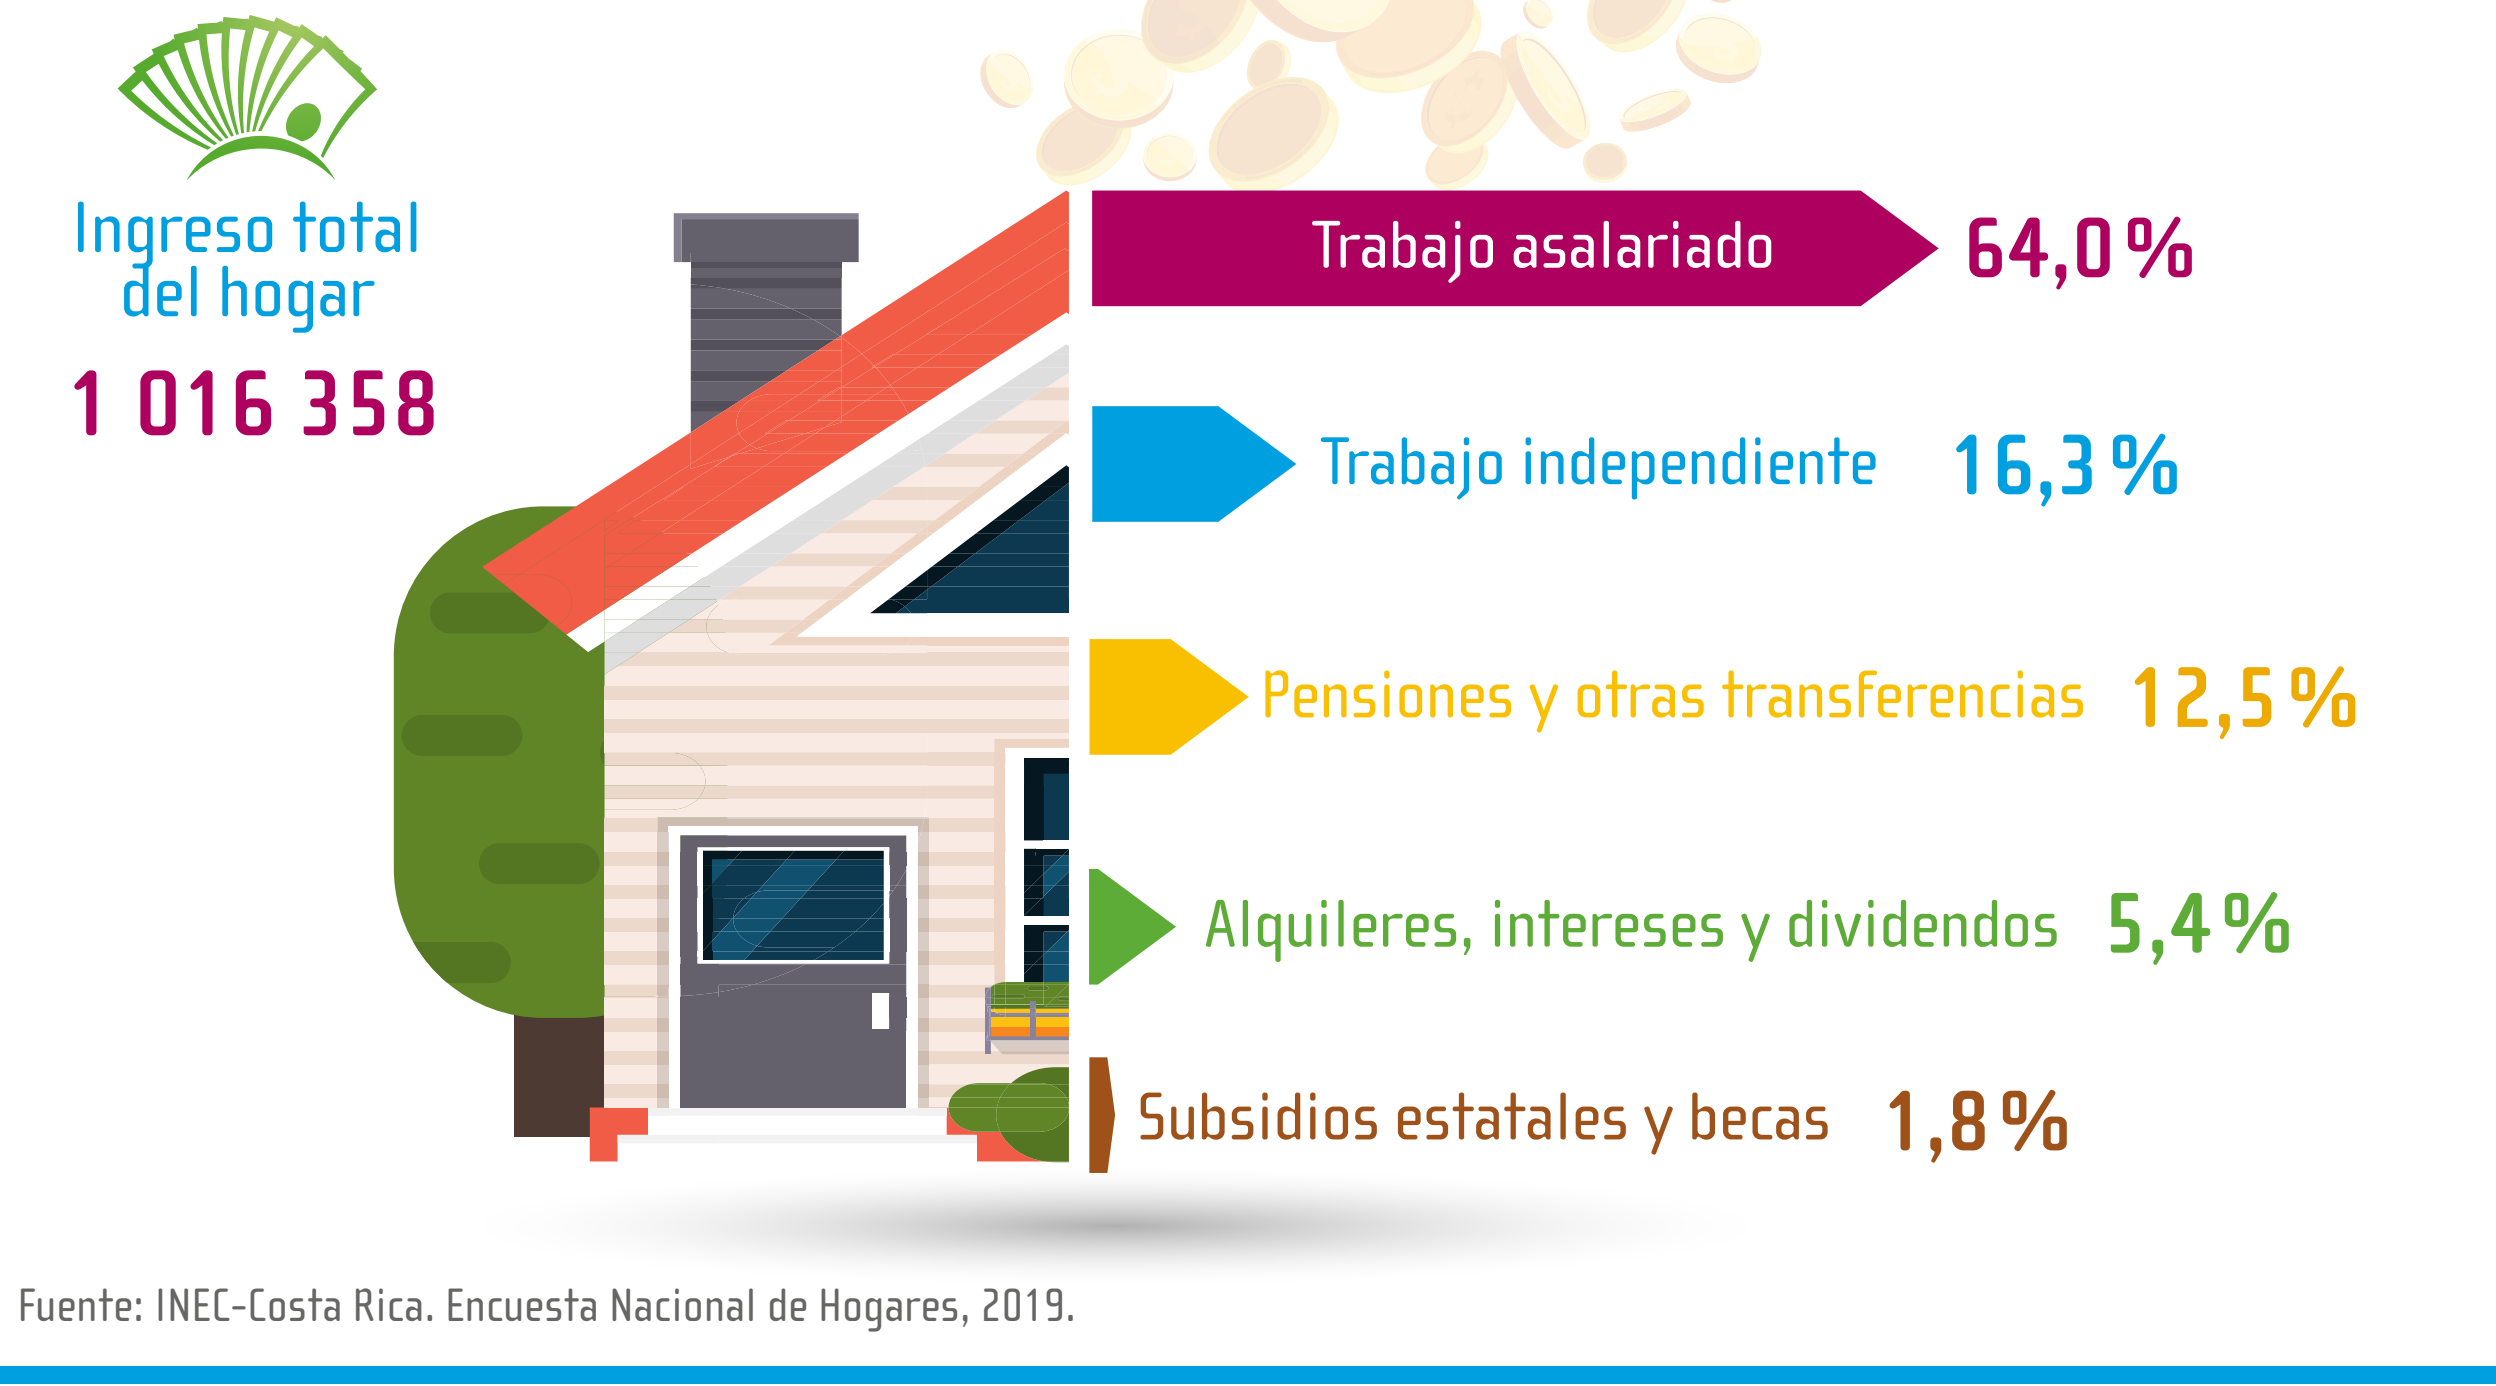 Ingreso total
del hogar
1 016 358
Trabajo asalariado 64,0%
Trabajo independiente 16,3%
Pensiones y otras transferencias 12,5%
Alquileres, intereses y dividendos 5,4%
Subsidios estatales y becas 1,8%
Fuente: INEC-Costa Rica. Encuesta Nacional de Hogares, 2019.